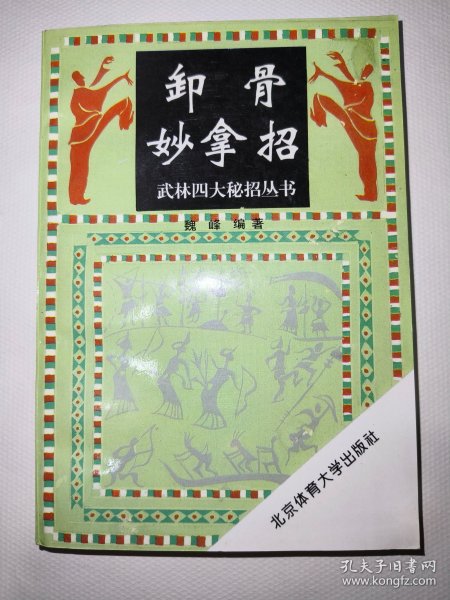 卸骨
妙拿招
武林四大秘招丛书
魏峰 编著
北京体育大学出版社
孔夫子旧书网
www.kongfz.com